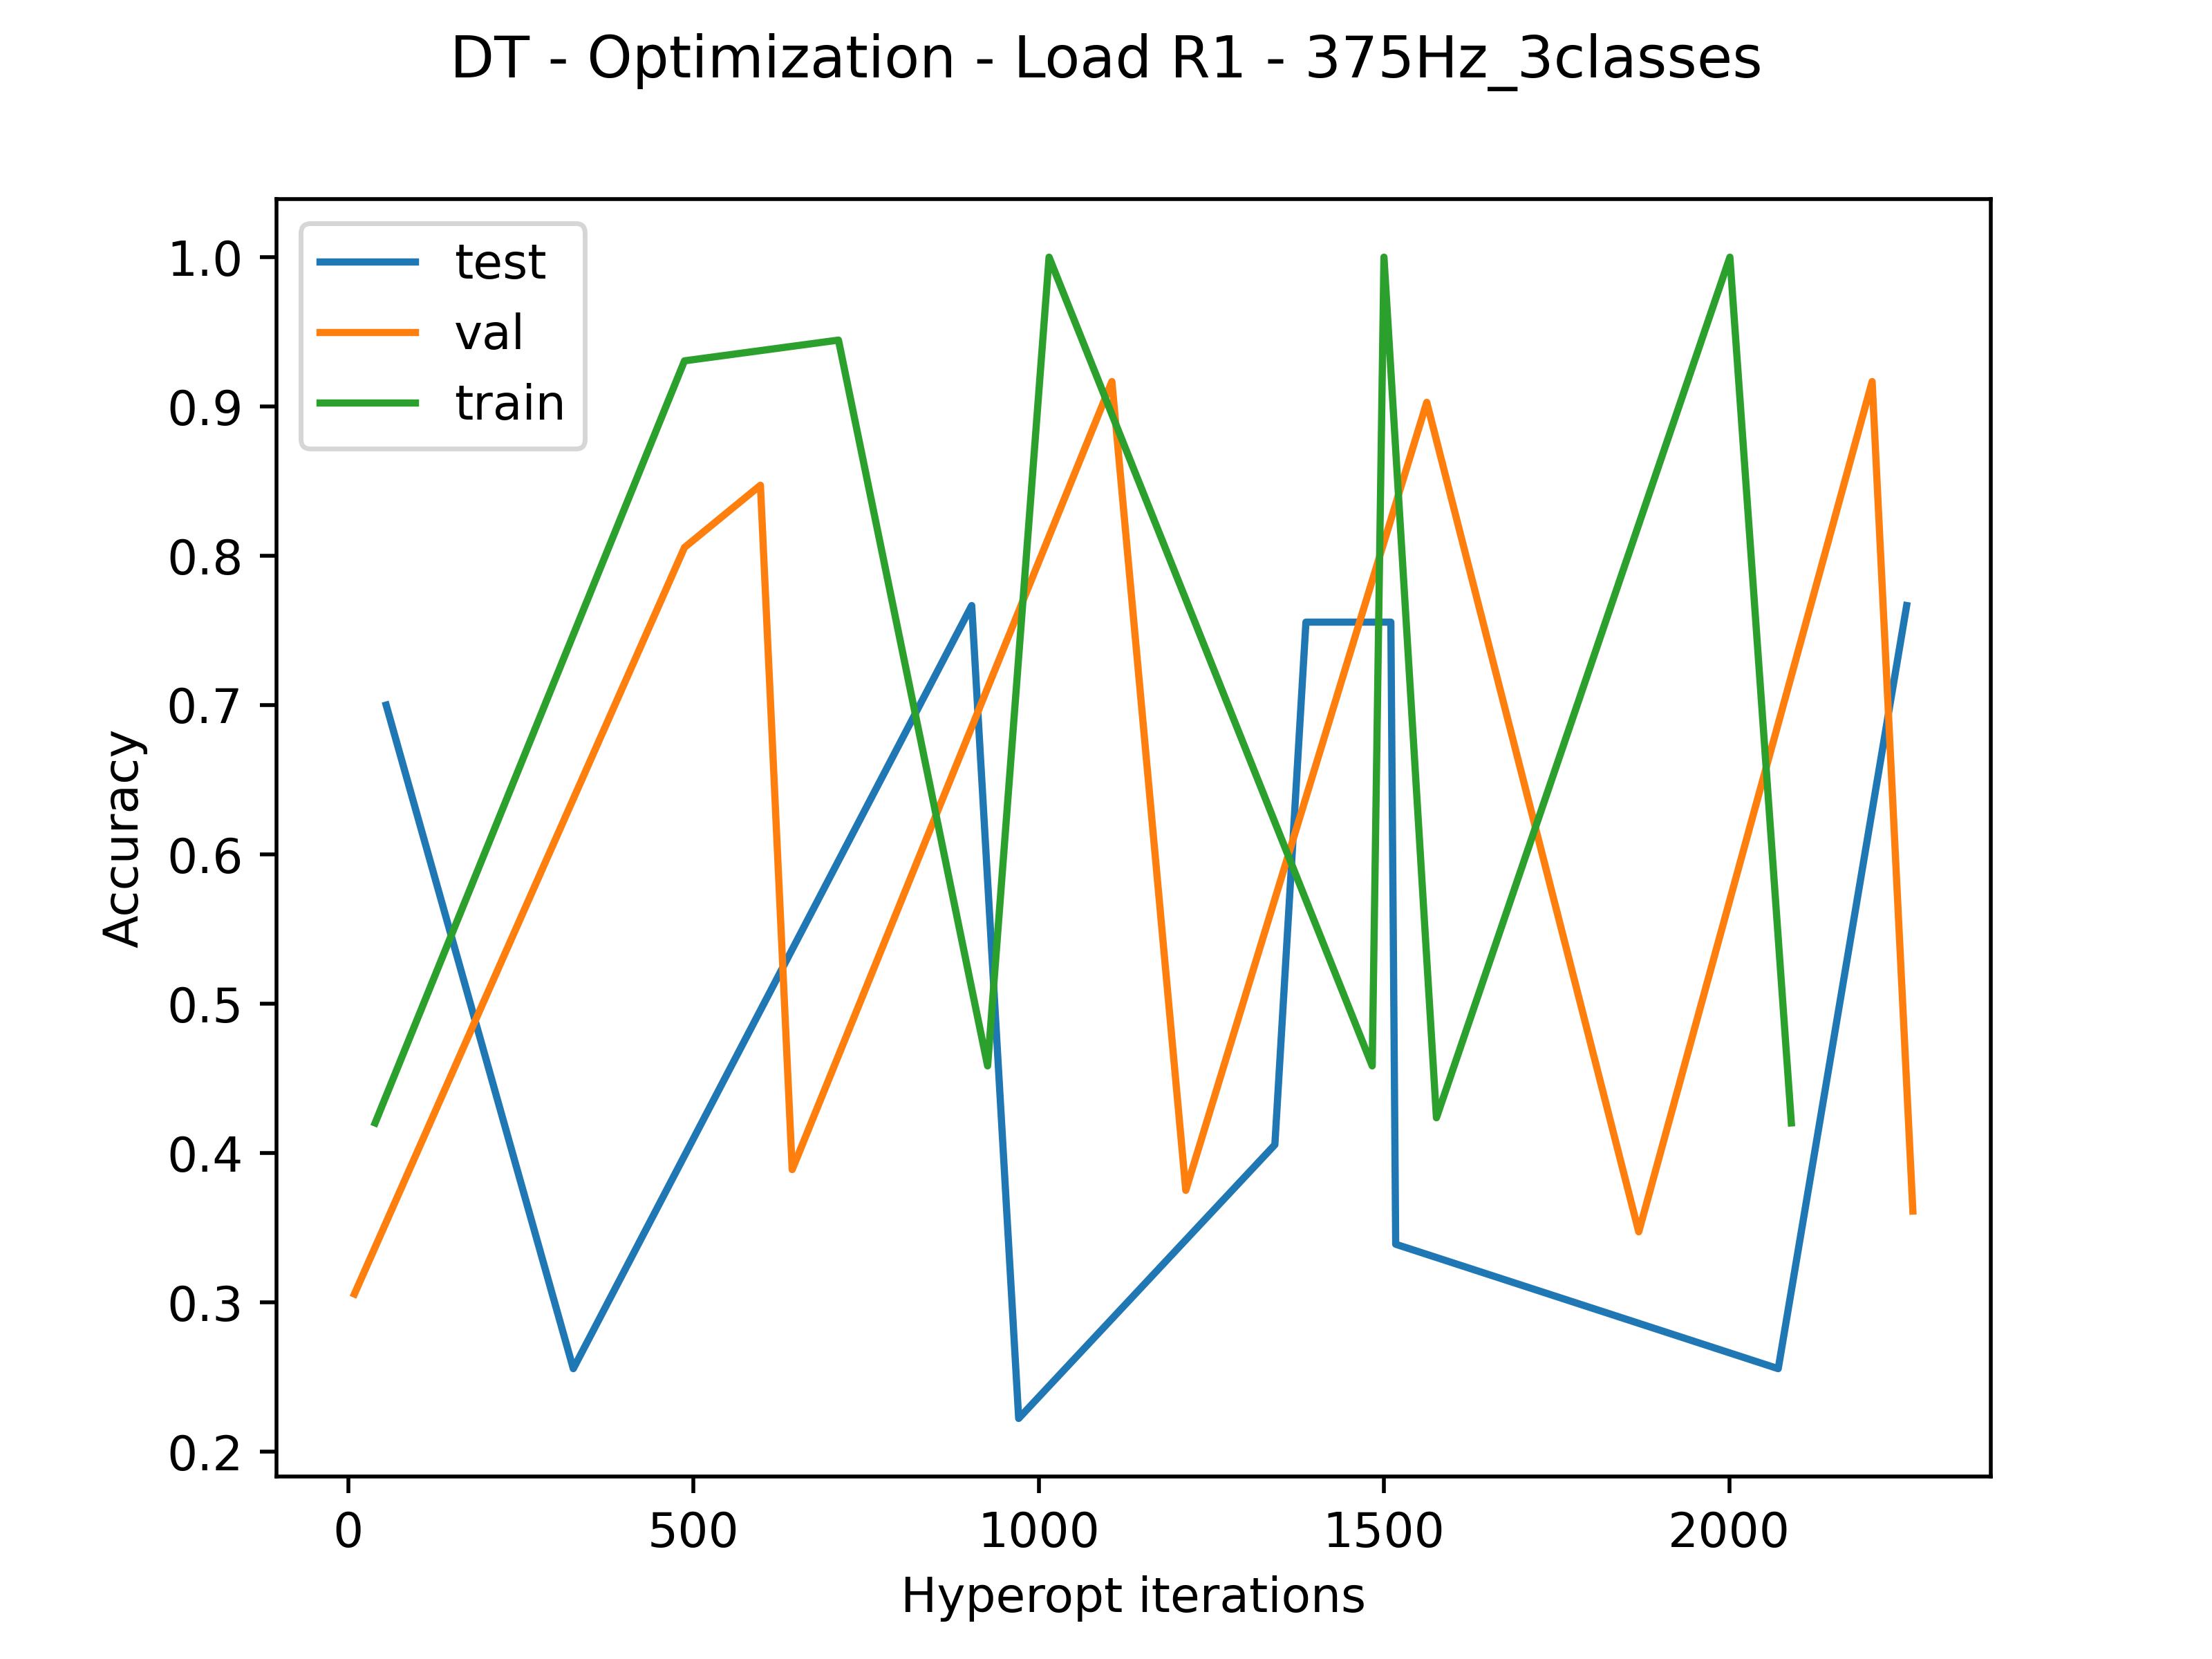 DT - Optimization - Load R1 - 375Hz_3classes
test
val
train
1.0
0.9
0.8
0.7
0.6
0.5
0.4
0.3
0.2
Accuracy
0 500 1000 1500 2000
Hyperopt iterations